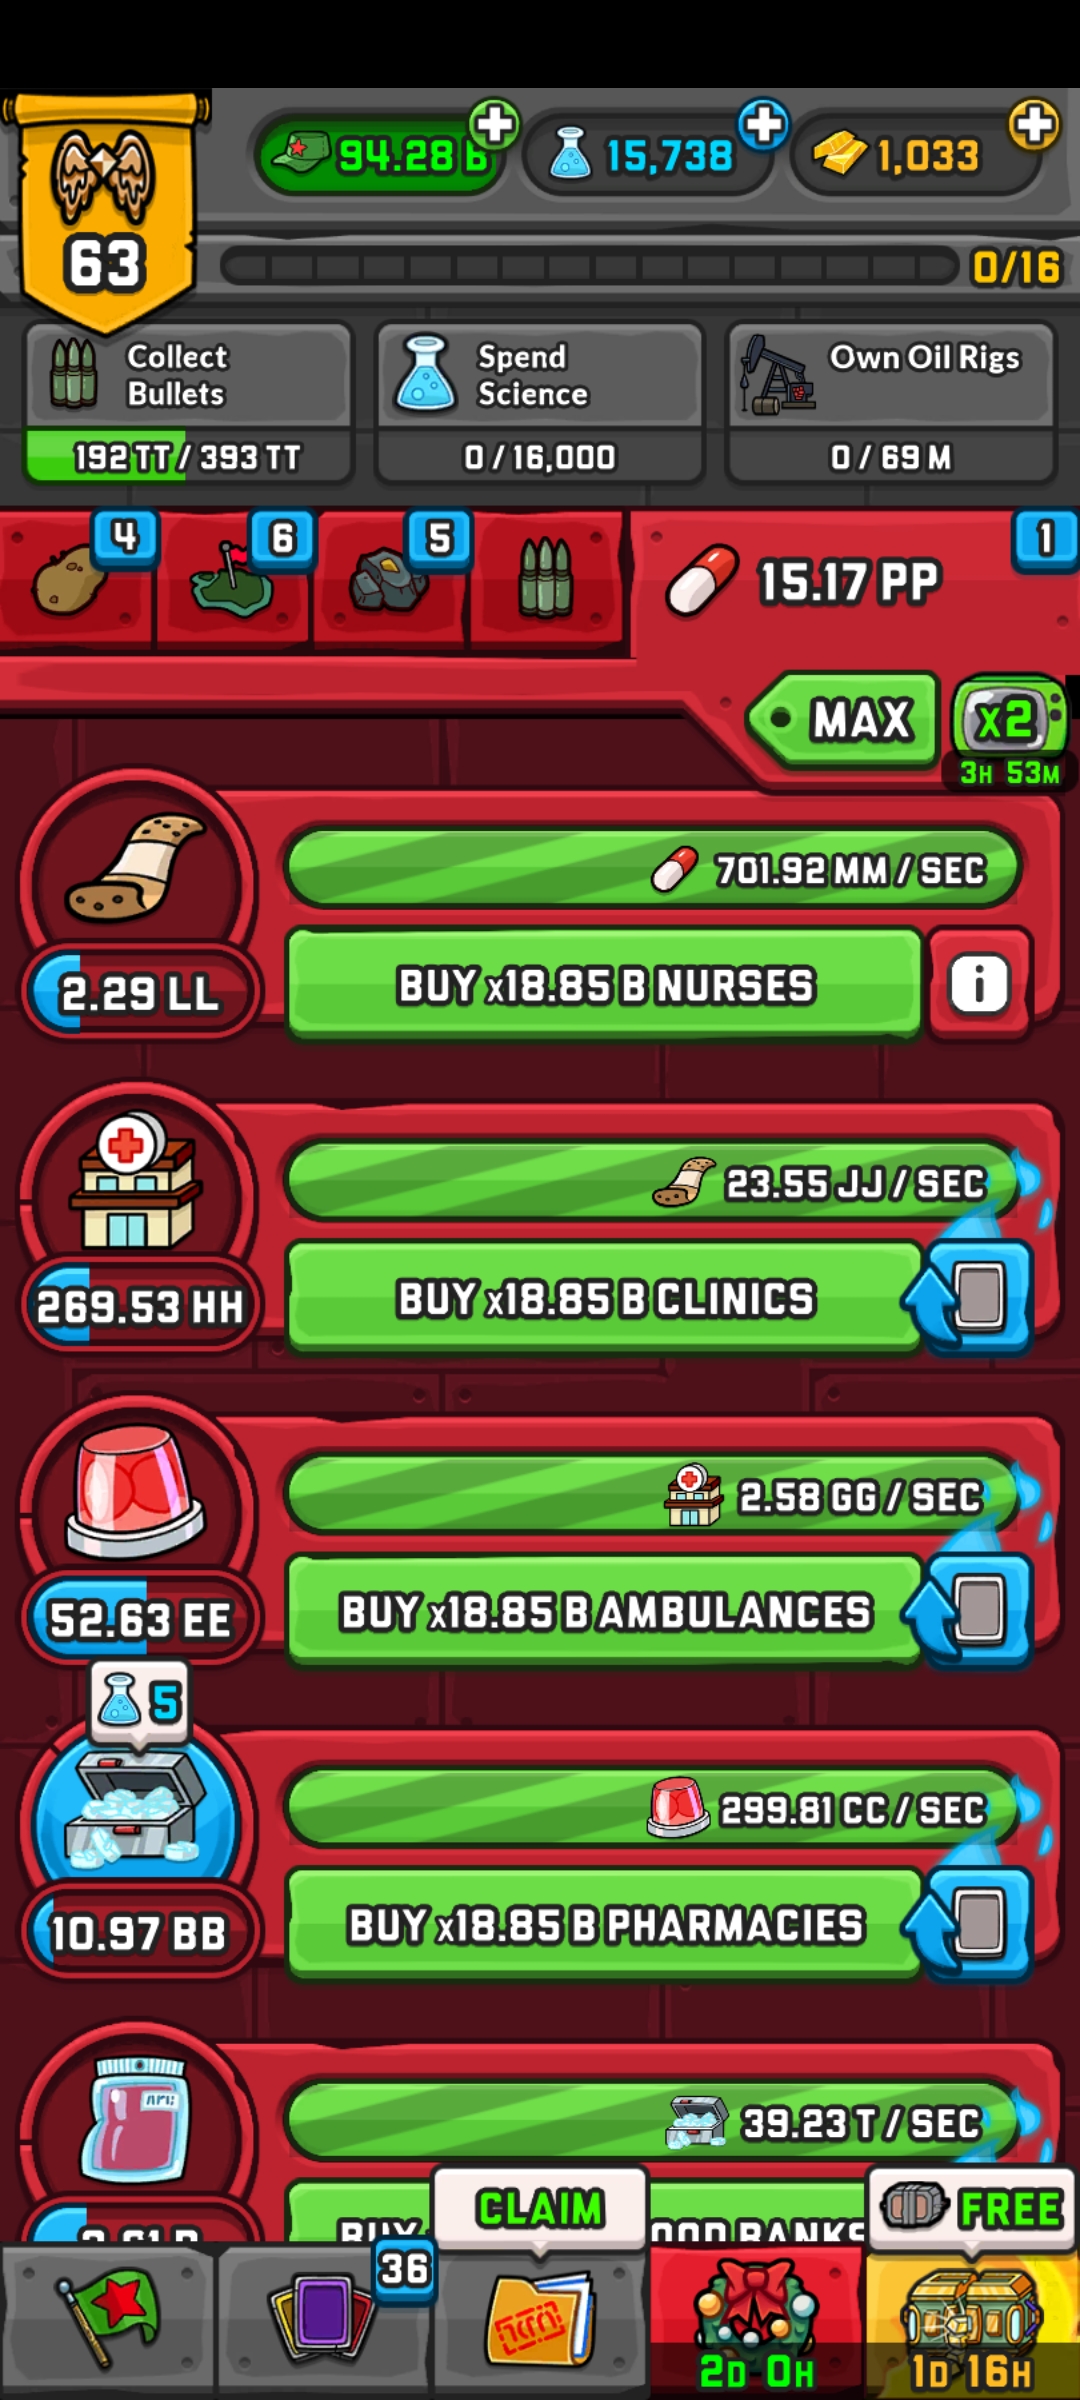 63
94.28 B
15,738
1,033
0/16
Collect
Bullets
192 TT / 393 TT
Spend
Science
0 / 16,000
Own Oil Rigs
0 / 69 M
4
6
5
15.17 PP
1
MAX
x2
3H 53M
701.92 MM / SEC
2.29 LL
BUY x18.85 B NURSES
i
23.55 JJ / SEC
269.53 HH
BUY x18.85 B CLINICS
2.58 GG / SEC
52.63 EE
BUY x18.85 B AMBULANCES
5
299.81 CC / SEC
10.97 BB
BUY x18.85 B PHARMACIES
39.23 T / SEC
BUY
CLAIM
FREE
36
2D 0H
1D 16H